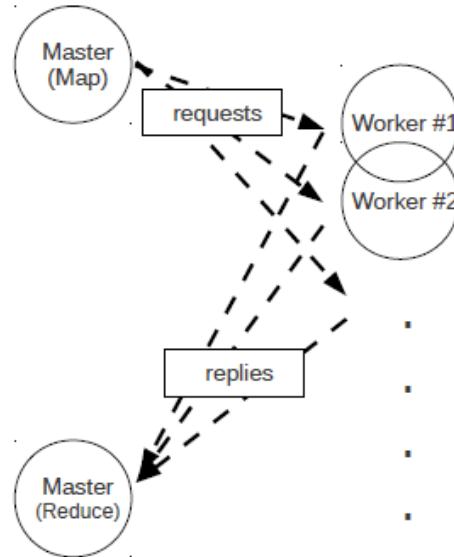 Master
(Map)
requests
Worker #1
Worker #2
replies
Master
(Reduce)